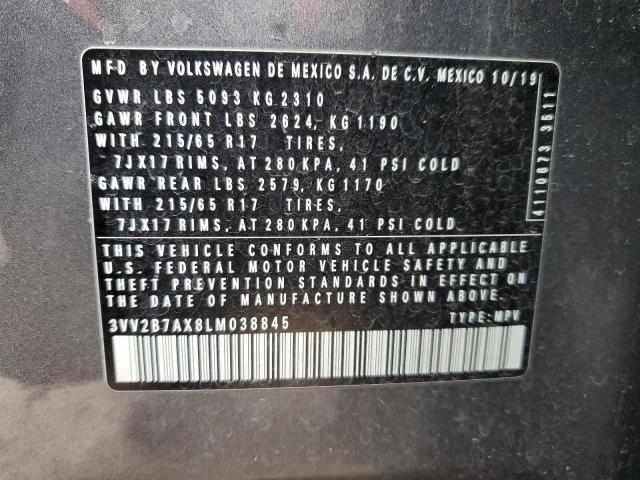 MFD BY VOLKSWAGEN DE MEXICO S.A. DE C.V. MEXICO 10/19
GVWR LBS 5093 KG 2310
GAWR FRONT LBS 2624, KG 1190
WITH 215/65 R17 TIRES,
7JX17 RIMS, AT 280 KPA, 41 PSI COLD
GAWR REAR LBS 2579, KG 1170
WITH 215/65 R17 TIRES,
7JX17 RIMS, AT 280 KPA, 41 PSI COLD
THIS VEHICLE CONFORMS TO ALL APPLICABLE
U.S. FEDERAL MOTOR VEHICLE SAFETY AND
THEFT PREVENTION STANDARDS IN EFFECT ON
THE DATE OF MANUFACTURE SHOWN ABOVE.
3VV2B7AX8LM038845 TYPE: MPV
4110673 3511